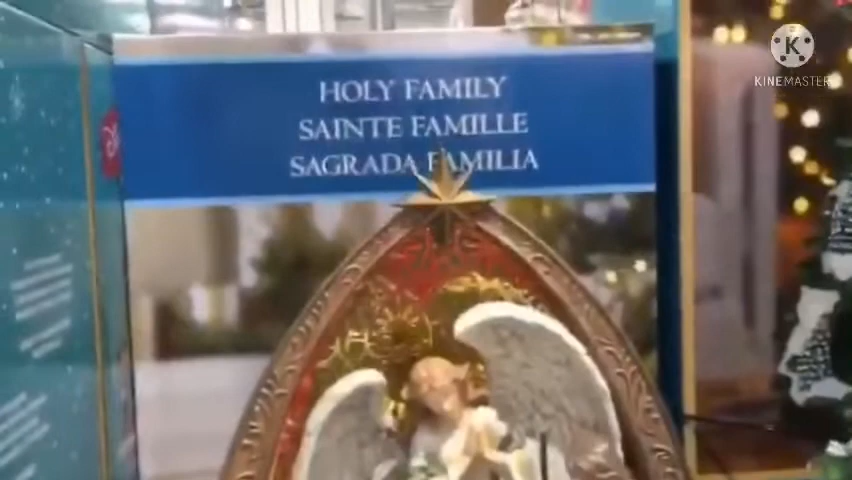 HOLY FAMILY
SAINTE FAMILLE
SAGRADA FAMILIA
K
KINEMASTER